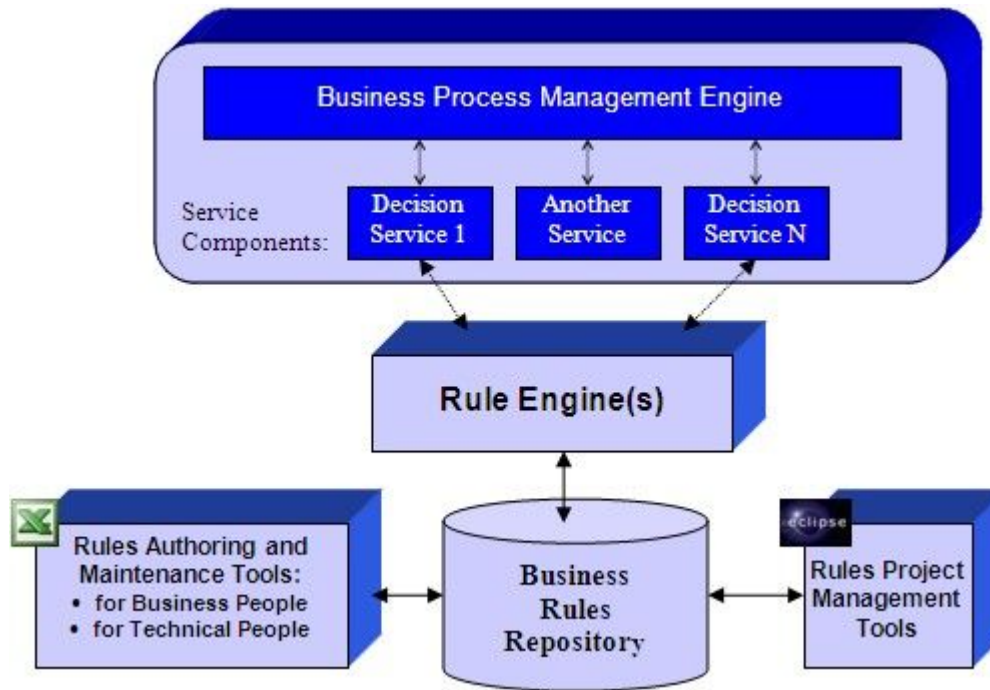 Business Process Management Engine
Service
Components:
Decision
Service 1
Another
Service
Decision
Service N
Rule Engine(s)
Rules Authoring and
Maintenance Tools:
• for Business People
• for Technical People
Business
Rules
Repository
eclipse
Rules Project
Management
Tools